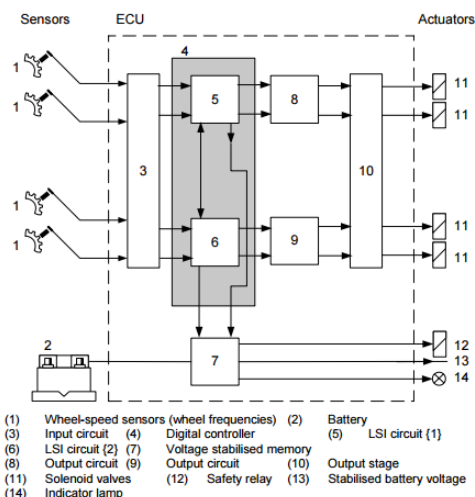 Sensors ECU Actuators
4
1 11
5 8
1 11
3 10
1 11
6 9
1 11
2 12
7 13
14
(1) Wheel-speed sensors (wheel frequencies) (2) Battery
(3) Input circuit (4) Digital controller (5) LSI circuit {1}
(6) LSI circuit {2} (7) Voltage stabilised memory
(8) Output circuit (9) Output circuit (10) Output stage
(11) Solenoid valves (12) Safety relay (13) Stabilised battery voltage
(14) Indicator lamp